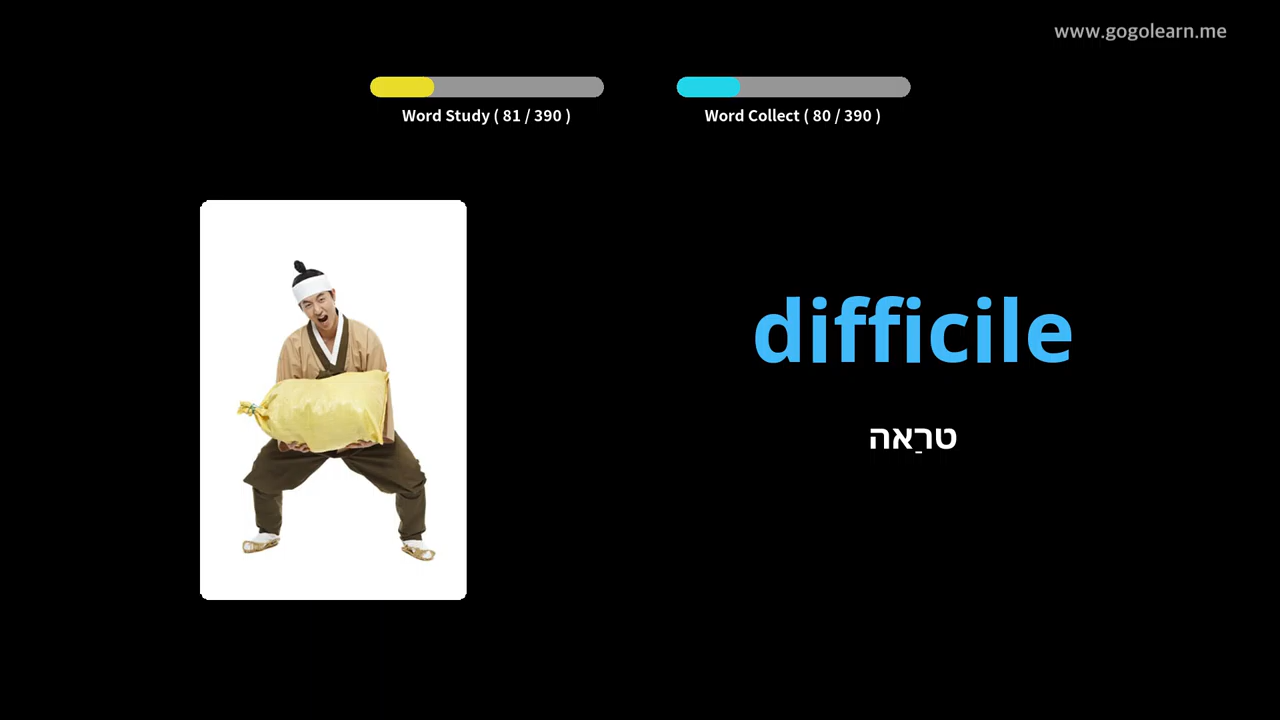 www.gogolearn.me
Word Study ( 81 / 390 )
Word Collect ( 80 / 390 )
difficile
טרַאה